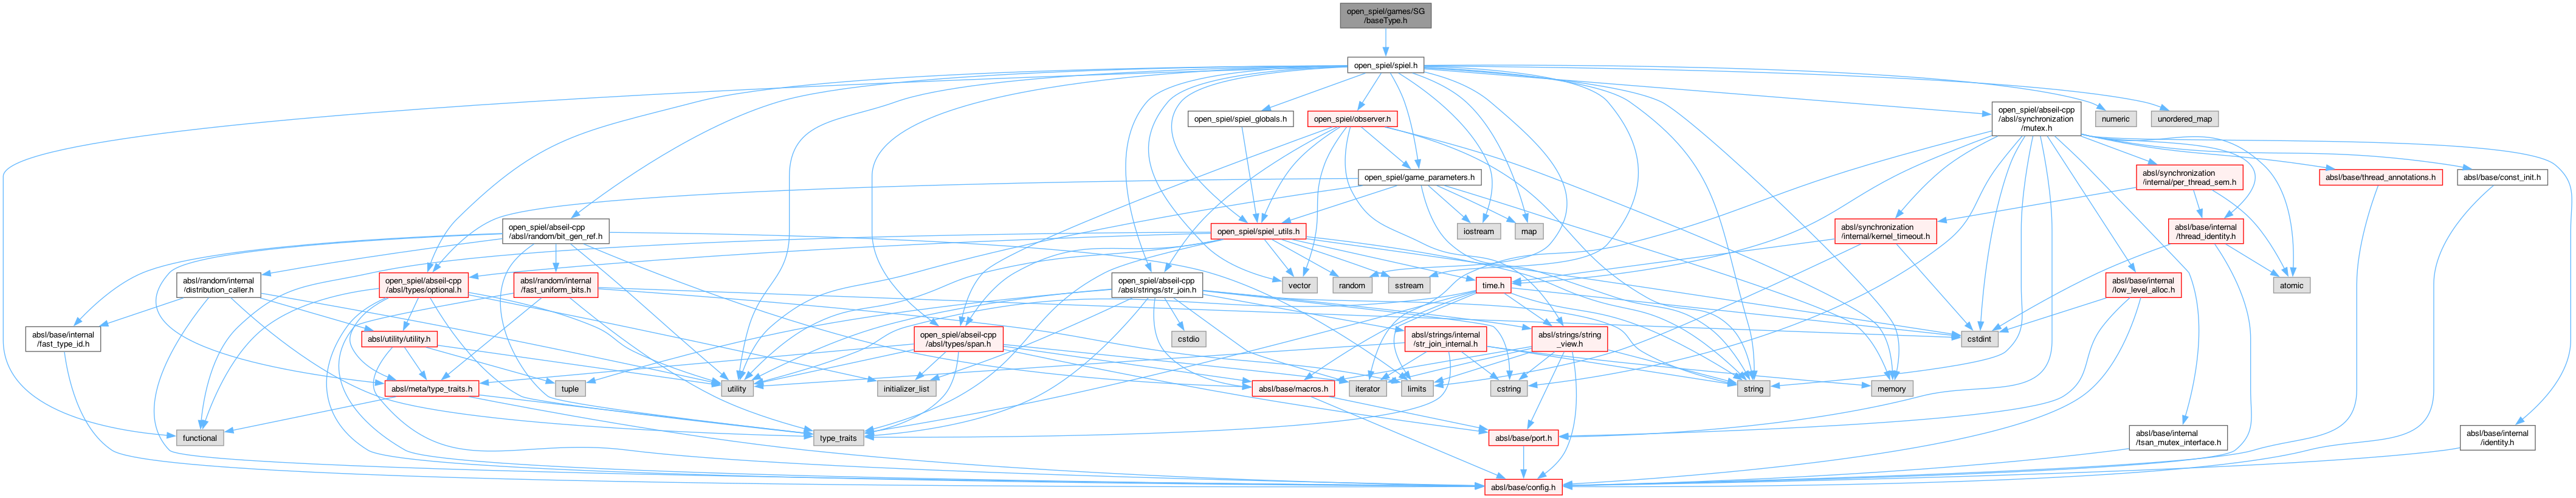 open_spiel/games/SG
/baseType.h
open_spiel/spiel.h
open_spiel/spiel_globals.h
open_spiel/observer.h
open_spiel/abseil-cpp
/absl/synchronization
/mutex.h
numeric
unordered_map
open_spiel/game_parameters.h
absl/synchronization
/internal/per_thread_sem.h
absl/base/thread_annotations.h
absl/base/const_init.h
open_spiel/abseil-cpp
/absl/random/bit_gen_ref.h
open_spiel/spiel_utils.h
iostream
map
absl/synchronization
/internal/kernel_timeout.h
absl/base/internal
/thread_identity.h
absl/random/internal
/distribution_caller.h
open_spiel/abseil-cpp
/absl/types/optional.h
absl/random/internal
/fast_uniform_bits.h
open_spiel/abseil-cpp
/absl/strings/str_join.h
vector
random
sstream
time.h
absl/base/internal
/low_level_alloc.h
atomic
absl/base/internal
/fast_type_id.h
absl/utility/utility.h
open_spiel/abseil-cpp
/absl/types/span.h
cstdio
absl/strings/internal
/str_join_internal.h
absl/strings/string
_view.h
cstdint
absl/meta/type_traits.h
tuple
utility
initializer_list
absl/base/macros.h
iterator
limits
cstring
string
memory
functional
type_traits
absl/base/port.h
absl/base/internal
/tsan_mutex_interface.h
absl/base/internal
/identity.h
absl/base/config.h